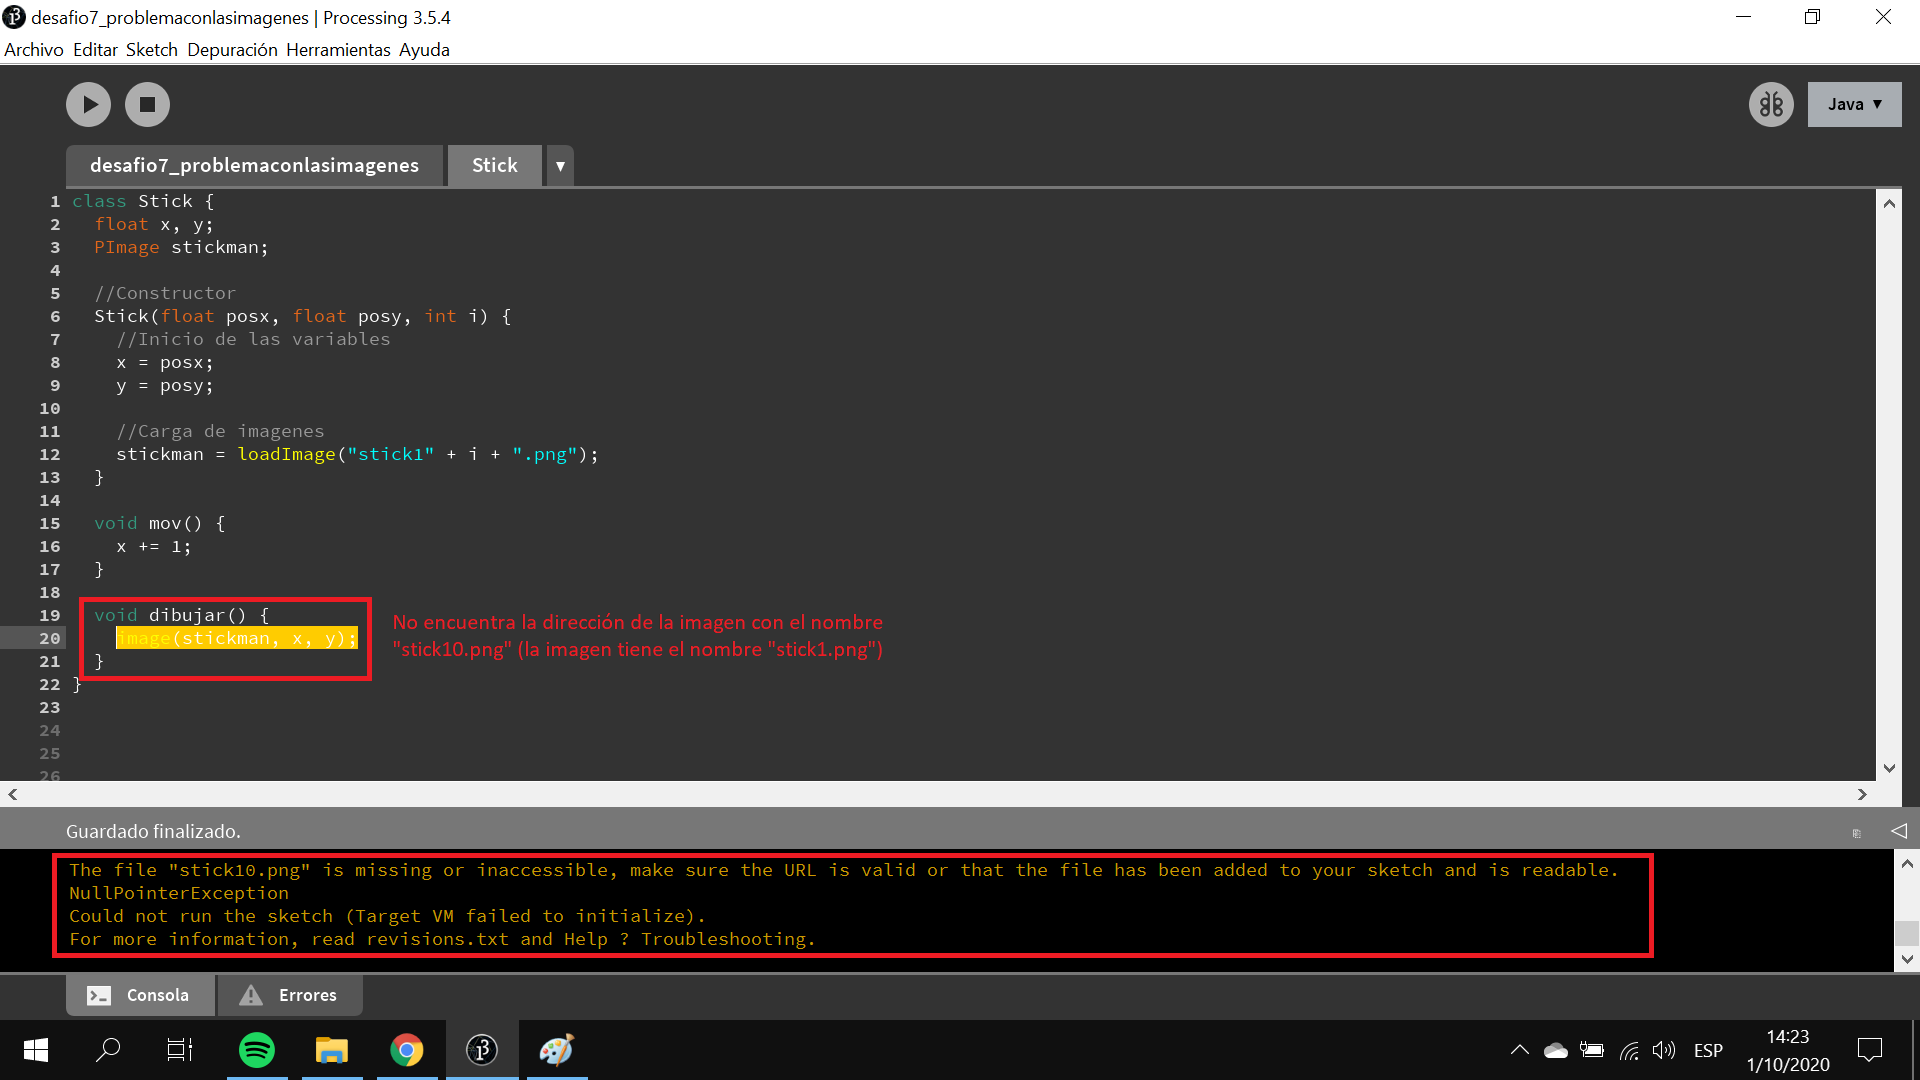 desafio7_problemaconlasimagenes | Processing 3.5.4
Archivo Editar Sketch Depuración Herramientas Ayuda
Java ▼
desafio7_problemaconlasimagenes
Stick
▼
1 class Stick {
2 float x, y;
3 PImage stickman;
4
5 //Constructor
6 Stick(float posx, float posy, int i) {
7 //Inicio de las variables
8 x = posx;
9 y = posy;
10
11 //Carga de imagenes
12 stickman = loadImage("stick1" + i + ".png");
13 }
14
15 void mov() {
16 x += 1;
17 }
18
19 void dibujar() {
20 image(stickman, x, y);
21 }
22 }
23
24
25
26
No encuentra la dirección de la imagen con el nombre
"stick10.png" (la imagen tiene el nombre "stick1.png")
Guardado finalizado.
The file "stick10.png" is missing or inaccessible, make sure the URL is valid or that the file has been added to your sketch and is readable.
NullPointerException
Could not run the sketch (Target VM failed to initialize).
For more information, read revisions.txt and Help ? Troubleshooting.
Consola
Errores
ESP
14:23
1/10/2020